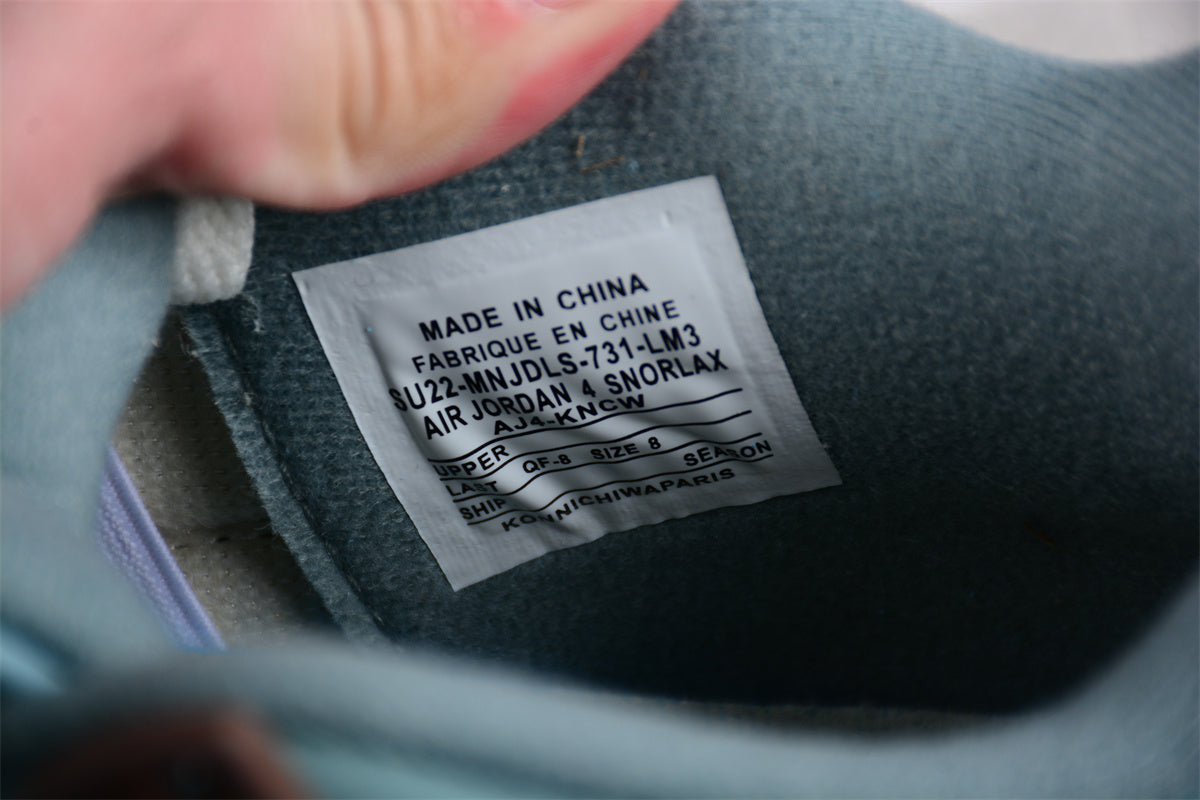 MADE IN CHINA
FABRIQUE EN CHINE
SU22-MNJDLS-731-LM3
AIR JORDAN 4 SNORLAX
AJ4-KNCW
UPPER
LAST QF-8 SIZE 8
SHIP SEASON
KONNICHIWAPARIS